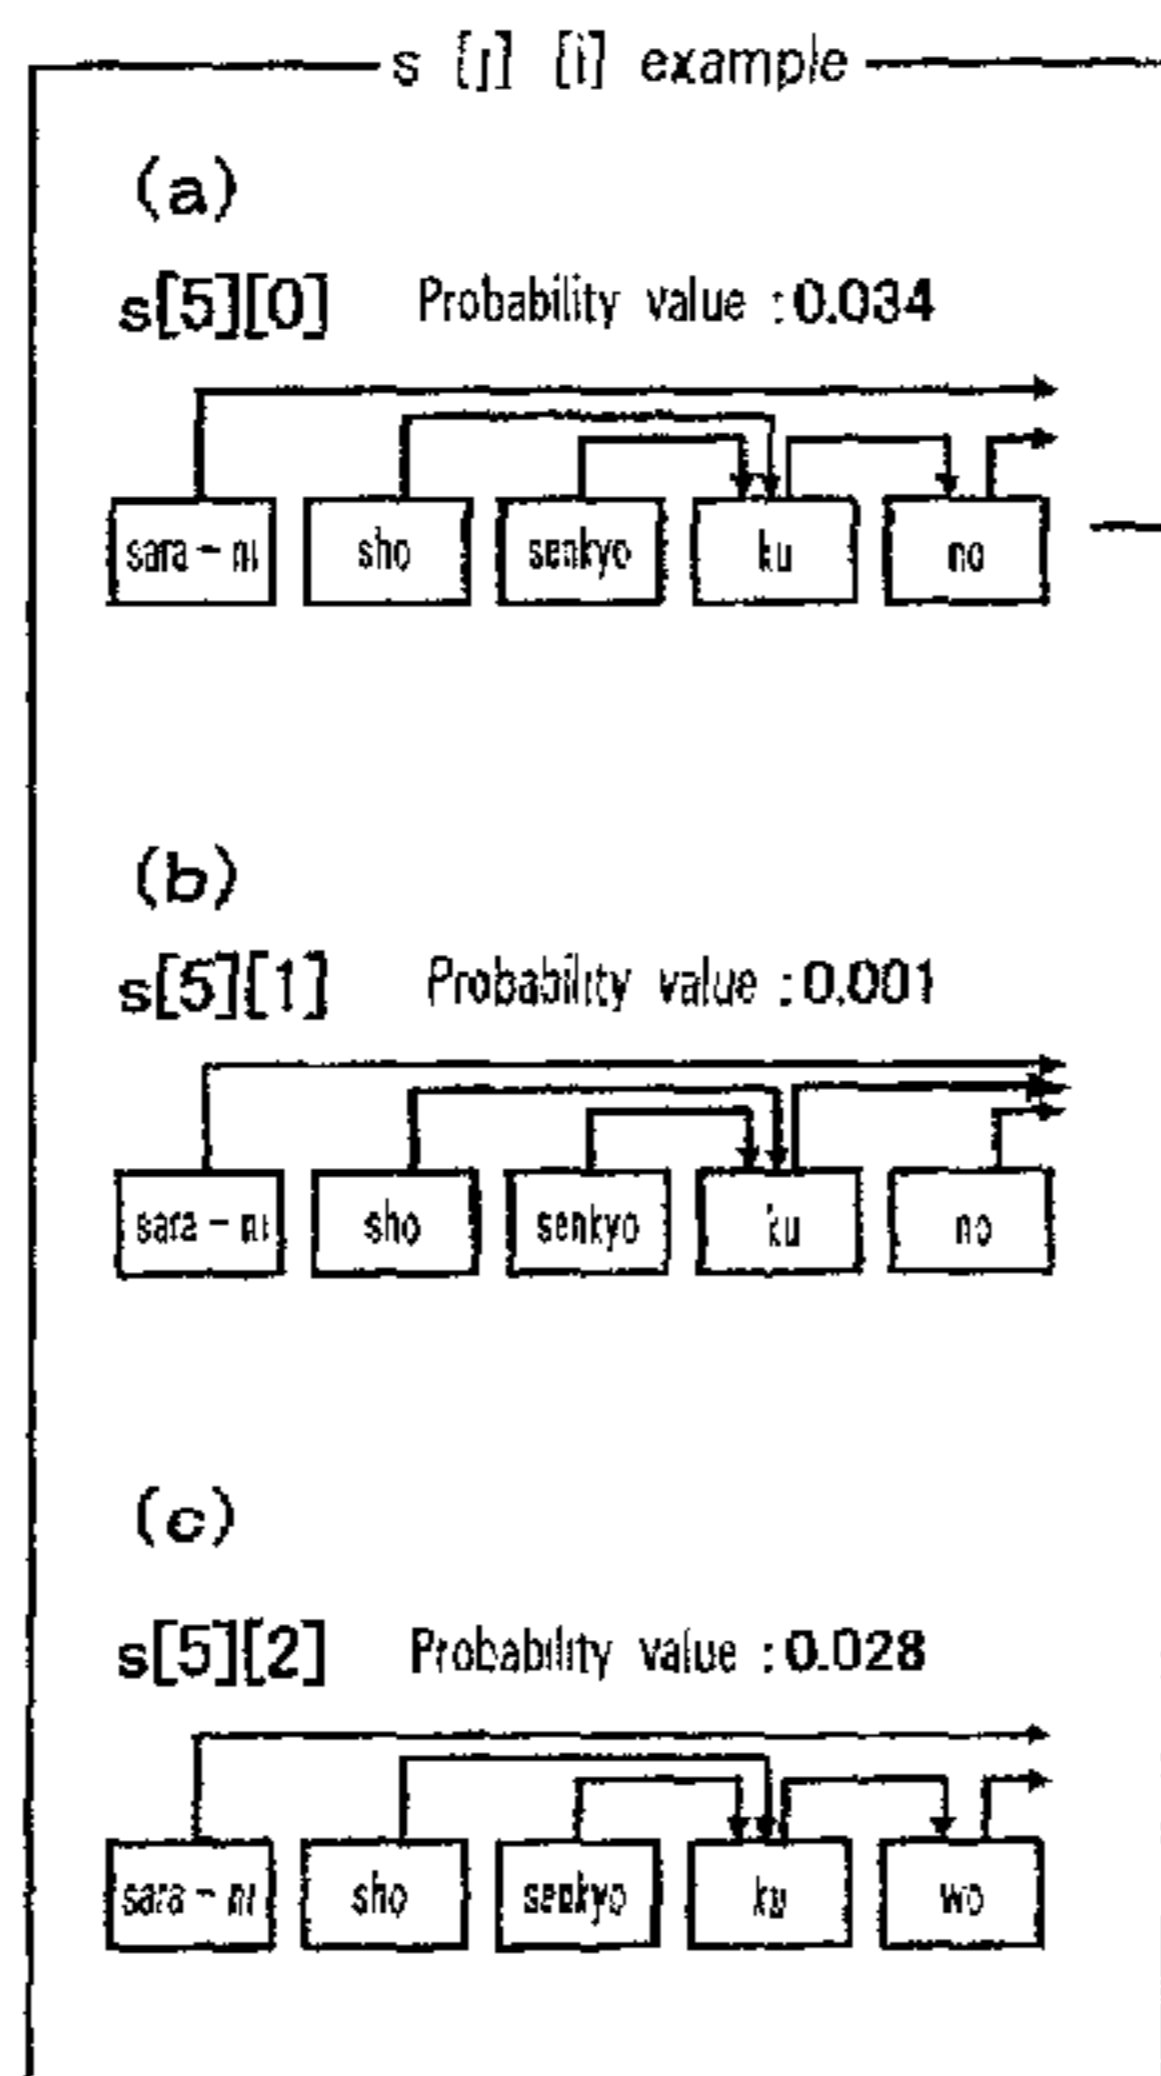 s [j] [i] example
(a)
s[5][0] Probability value : 0.034
sara - ni sho senkyo ku no
(b)
s[5][1] Probability value : 0.001
sara - ni sho senkyo ku no
(c)
s[5][2] Probability value : 0.028
sara - ni sho senkyo ku wo